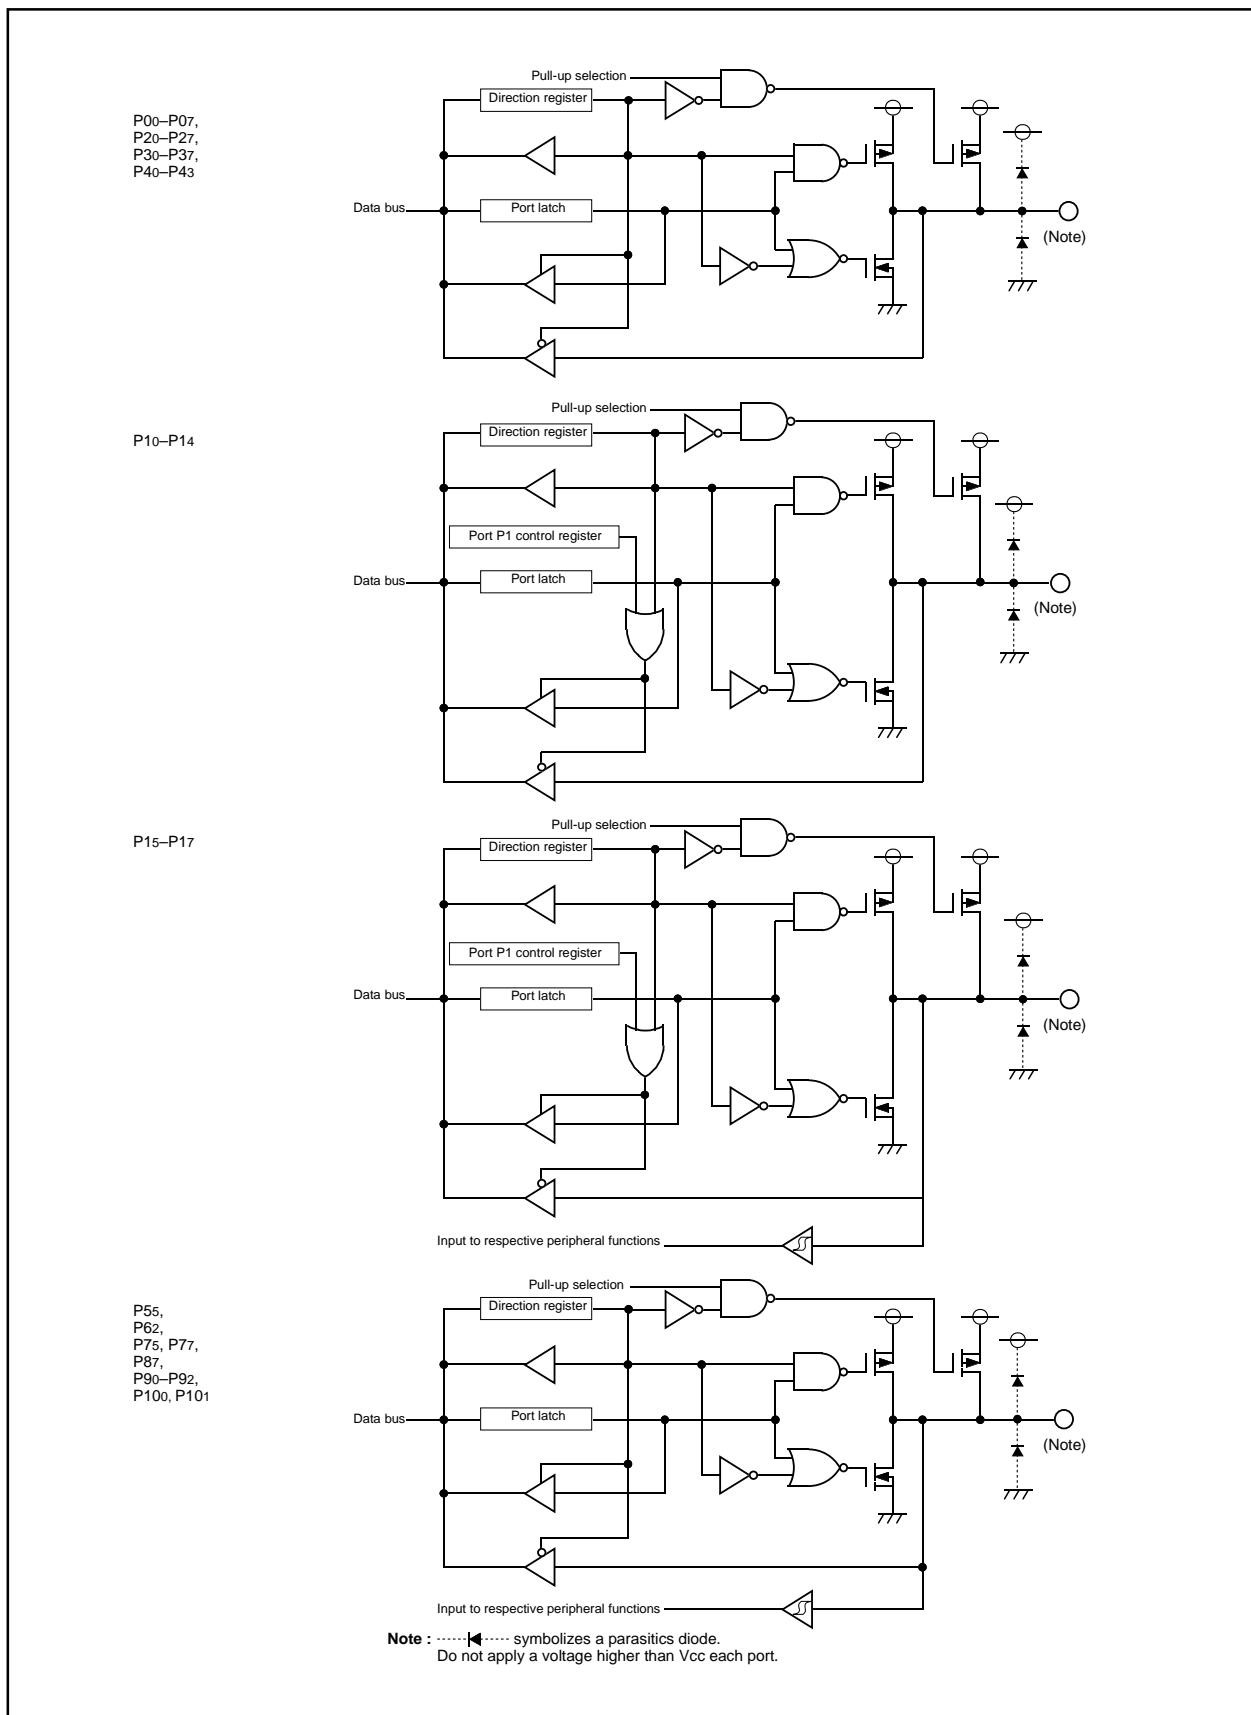 Pull-up selection
Direction register
P00–P07,
P20–P27,
P30–P37,
P40–P43
Data bus
Port latch
(Note)
Pull-up selection
P10–P14
Direction register
Port P1 control register
Data bus
Port latch
(Note)
Pull-up selection
P15–P17
Direction register
Port P1 control register
Data bus
Port latch
(Note)
Input to respective peripheral functions
Pull-up selection
Direction register
P55,
P62,
P75, P77,
P87,
P90–P92,
P100, P101
Data bus
Port latch
(Note)
Input to respective peripheral functions
Note : symbolizes a parasitics diode.
Do not apply a voltage higher than Vcc each port.